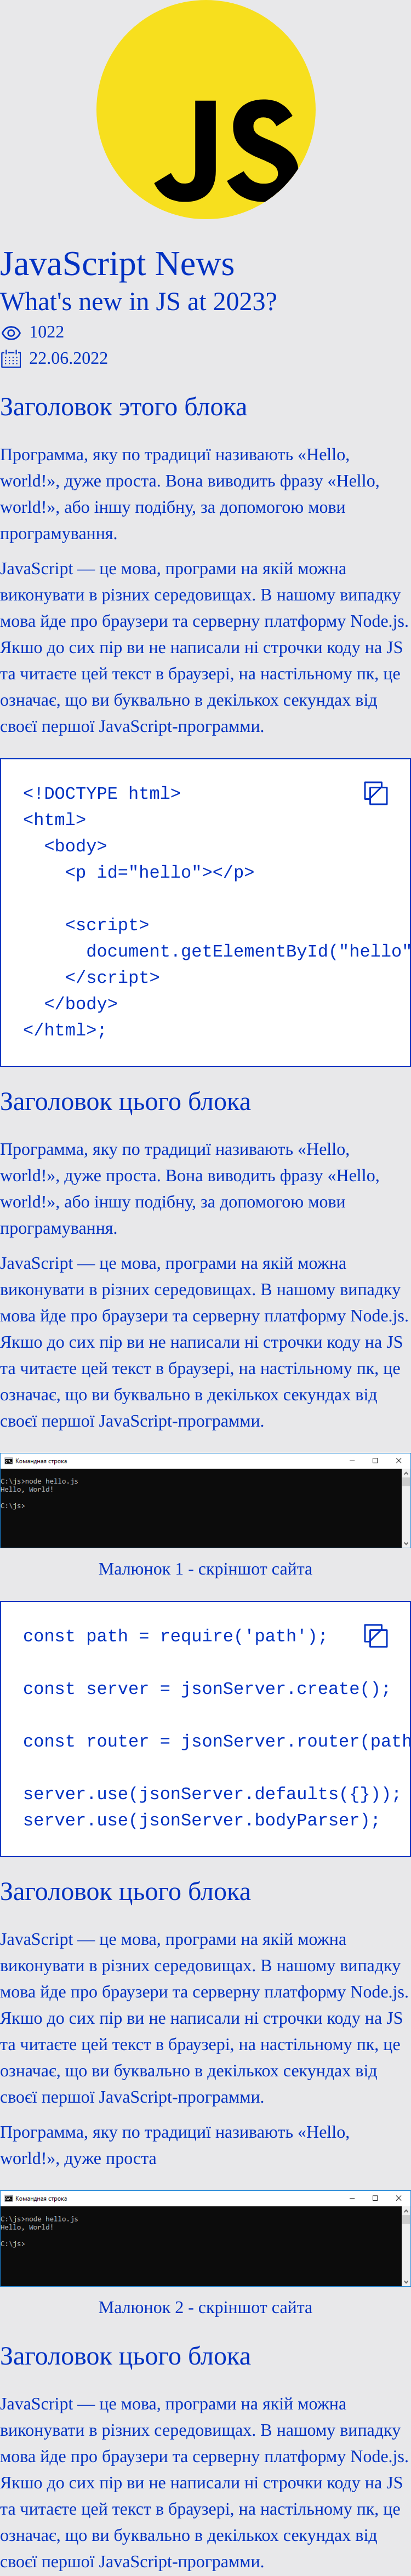 JS
JavaScript News
What's new in JS at 2023?
1022
22.06.2022
Заголовок этого блока
Программа, яку по традициї називають «Hello,
world!», дуже проста. Вона виводить фразу «Hello,
world!», або іншу подібну, за допомогою мови
програмування.
JavaScript — це мова, програми на якій можна
виконувати в різних середовищах. В нашому випадку
мова йде про браузери та серверну платформу Node.js.
Якшо до сих пір ви не написали ні строчки коду на JS
та читаєте цей текст в браузері, на настільному пк, це
означає, що ви буквально в декількох секундах від
своєї першої JavaScript-программи.
<!DOCTYPE html>
<html>
  <body>
    <p id="hello"></p>
    <script>
      document.getElementById("hello"
    </script>
  </body>
</html>;
Заголовок цього блока
Программа, яку по традициї називають «Hello,
world!», дуже проста. Вона виводить фразу «Hello,
world!», або іншу подібну, за допомогою мови
програмування.
JavaScript — це мова, програми на якій можна
виконувати в різних середовищах. В нашому випадку
мова йде про браузери та серверну платформу Node.js.
Якшо до сих пір ви не написали ні строчки коду на JS
та читаєте цей текст в браузері, на настільному пк, це
означає, що ви буквально в декількох секундах від
своєї першої JavaScript-программи.
Командная строка
C:\js>node hello.js
Hello, World!
C:\js>
Малюнок 1 - скріншот сайта
const path = require('path');
const server = jsonServer.create();
const router = jsonServer.router(path
server.use(jsonServer.defaults({}));
server.use(jsonServer.bodyParser);
Заголовок цього блока
JavaScript — це мова, програми на якій можна
виконувати в різних середовищах. В нашому випадку
мова йде про браузери та серверну платформу Node.js.
Якшо до сих пір ви не написали ні строчки коду на JS
та читаєте цей текст в браузері, на настільному пк, це
означає, що ви буквально в декількох секундах від
своєї першої JavaScript-программи.
Программа, яку по традициї називають «Hello,
world!», дуже проста
Командная строка
C:\js>node hello.js
Hello, World!
C:\js>
Малюнок 2 - скріншот сайта
Заголовок цього блока
JavaScript — це мова, програми на якій можна
виконувати в різних середовищах. В нашому випадку
мова йде про браузери та серверну платформу Node.js.
Якшо до сих пір ви не написали ні строчки коду на JS
та читаєте цей текст в браузері, на настільному пк, це
означає, що ви буквально в декількох секундах від
своєї першої JavaScript-программи.